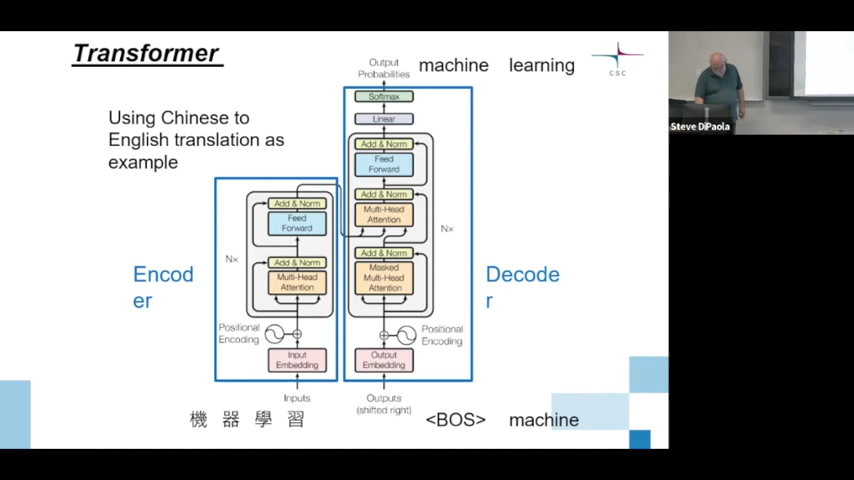 Transformer
Using Chinese to
English translation as
example
Output
Probabilities
machine learning
CSC
Steve DiPaola
Softmax
Linear
Add & Norm
Feed
Forward
Add & Norm
Multi-Head
Attention
Nx
Add & Norm
Masked
Multi-Head
Attention
Positional
Encoding
Output
Embedding
Outputs
(shifted right)
Decode
r
Add & Norm
Feed
Forward
Nx
Add & Norm
Multi-Head
Attention
Encod
er
Positional
Encoding
Input
Embedding
Inputs
機 器 學 習
<BOS> machine